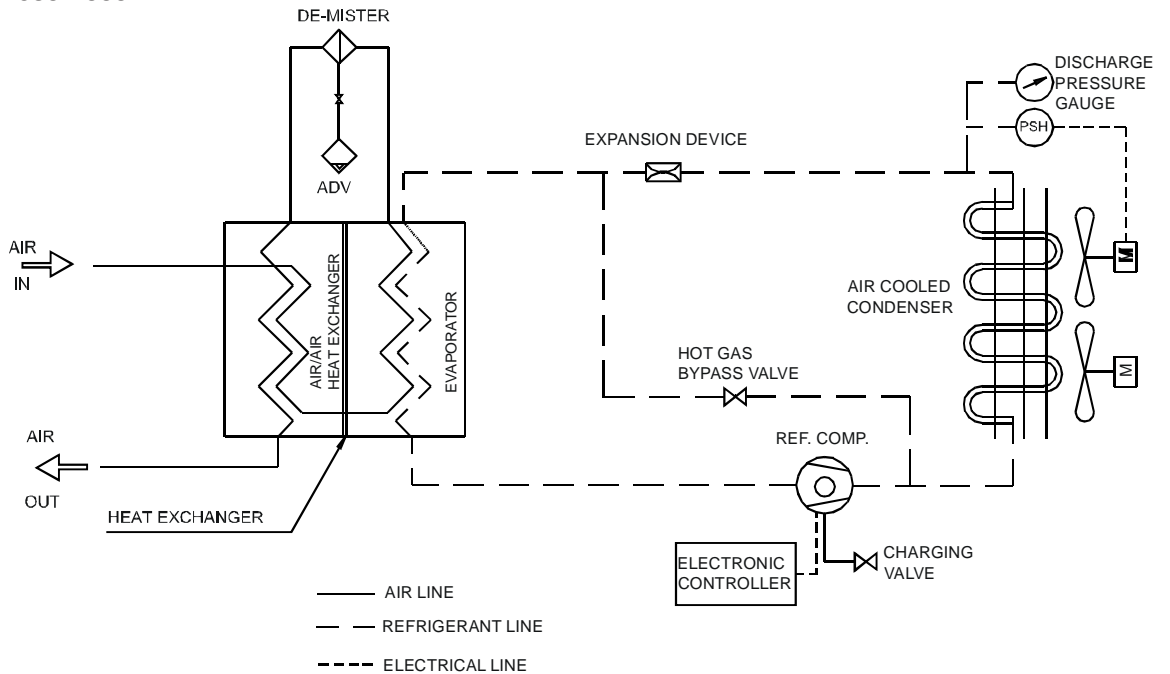 DE-MISTER
DISCHARGE
PRESSURE
GAUGE
PSH
EXPANSION DEVICE
ADV
AIR
IN
AIR/AIR
HEAT EXCHANGER
EVAPORATOR
AIR COOLED
CONDENSER
M
HOT GAS
BYPASS VALVE
M
AIR
OUT
REF. COMP.
HEAT EXCHANGER
ELECTRONIC
CONTROLLER
CHARGING
VALVE
AIR LINE
REFRIGERANT LINE
ELECTRICAL LINE